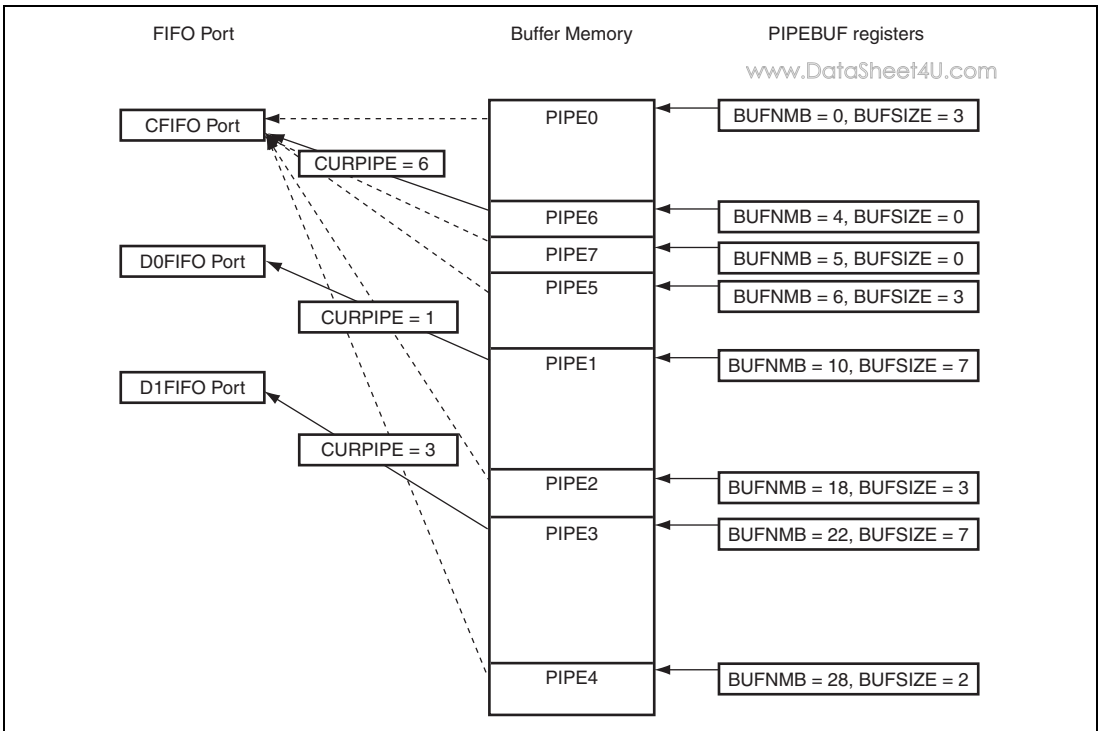 FIFO Port
Buffer Memory
PIPEBUF registers
www.DataSheet4U.com
CFIFO Port
PIPE0
BUFNMB = 0, BUFSIZE = 3
CURPIPE = 6
PIPE6
BUFNMB = 4, BUFSIZE = 0
D0FIFO Port
PIPE7
BUFNMB = 5, BUFSIZE = 0
PIPE5
BUFNMB = 6, BUFSIZE = 3
CURPIPE = 1
PIPE1
BUFNMB = 10, BUFSIZE = 7
D1FIFO Port
CURPIPE = 3
PIPE2
BUFNMB = 18, BUFSIZE = 3
PIPE3
BUFNMB = 22, BUFSIZE = 7
PIPE4
BUFNMB = 28, BUFSIZE = 2